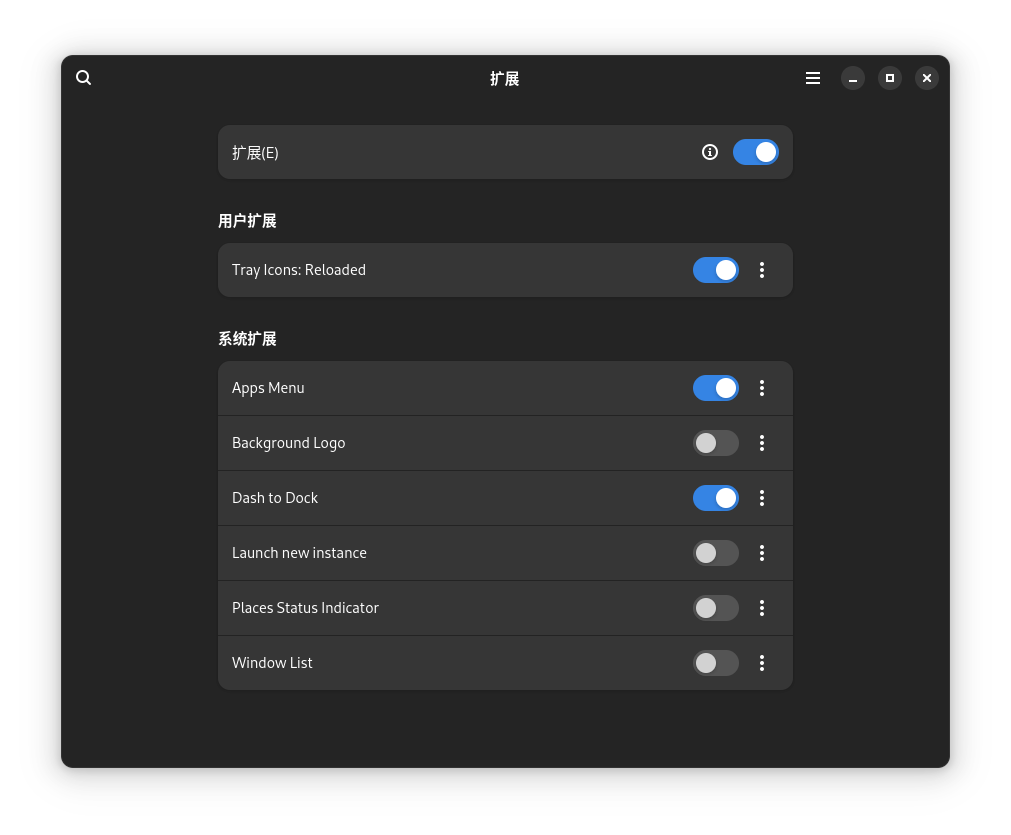 扩展
扩展(E)
用户扩展
Tray Icons: Reloaded
系统扩展
Apps Menu
Background Logo
Dash to Dock
Launch new instance
Places Status Indicator
Window List